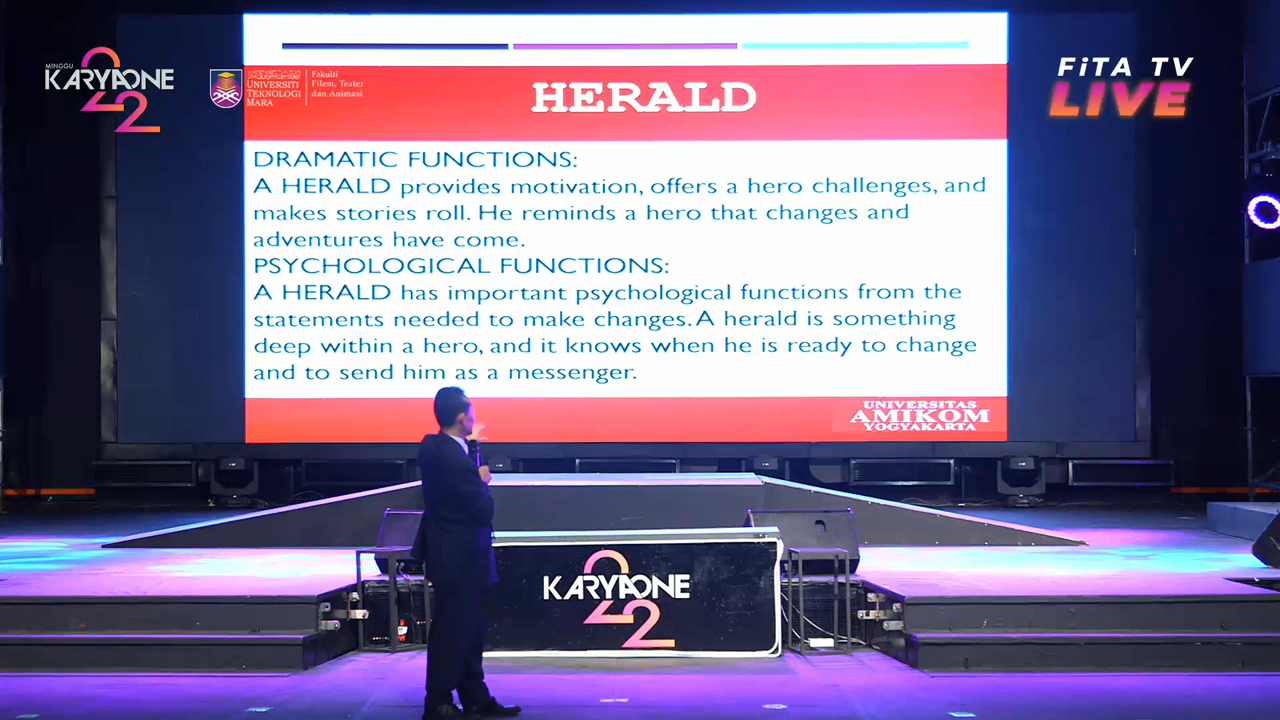 MINGGU
KARYAONE
22
UNIVERSITI
TEKNOLOGI
MARA
Fakulti
Filem, Teater
dan Animasi
FiTA TV
LIVE
HERALD
DRAMATIC FUNCTIONS:
A HERALD provides motivation, offers a hero challenges, and
makes stories roll. He reminds a hero that changes and
adventures have come.
PSYCHOLOGICAL FUNCTIONS:
A HERALD has important psychological functions from the
statements needed to make changes. A herald is something
deep within a hero, and it knows when he is ready to change
and to send him as a messenger.
UNIVERSITAS
AMIKOM
YOGYAKARTA
KARYAONE
22